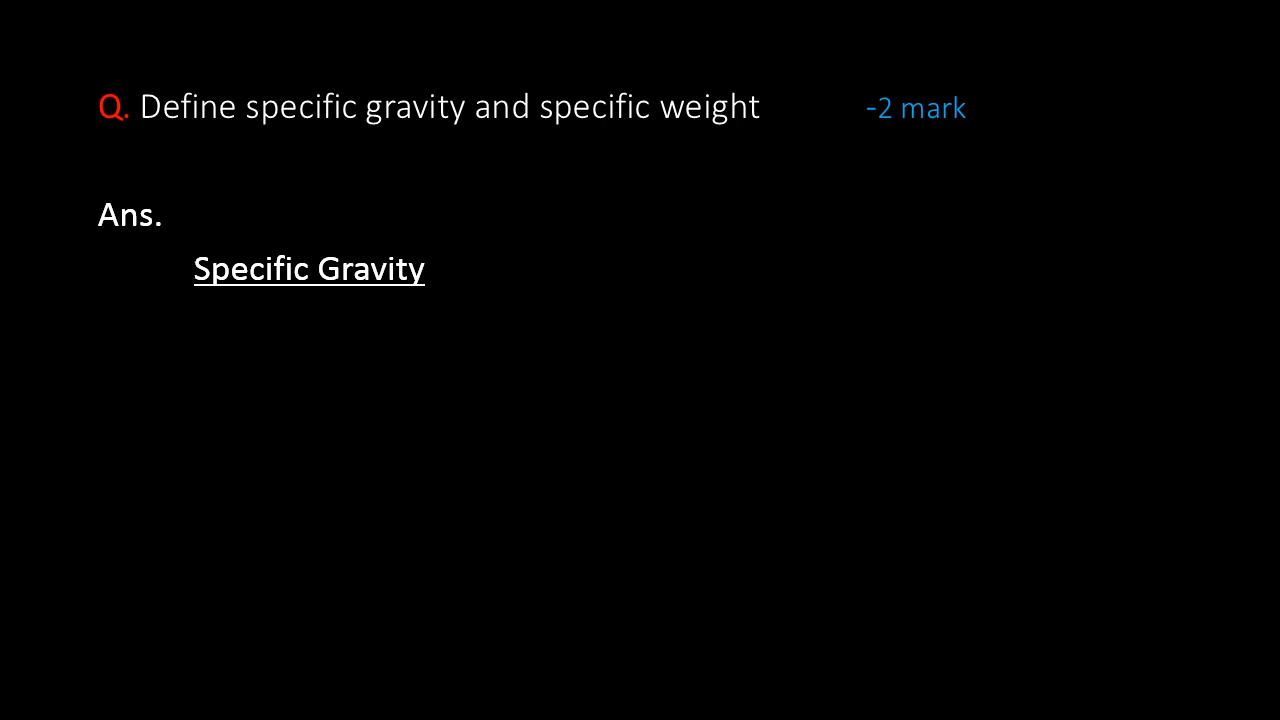 Q. Define specific gravity and specific weight -2 mark
Ans.
Specific Gravity